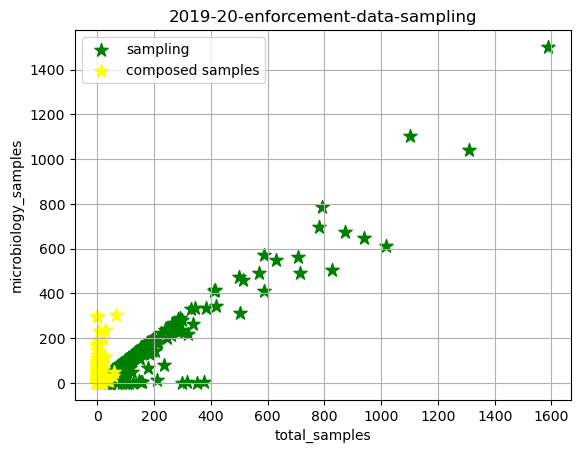 2019-20-enforcement-data-sampling
sampling
composed samples
microbiology_samples
1400
1200
1000
800
600
400
200
0
0 200 400 600 800 1000 1200 1400 1600
total_samples